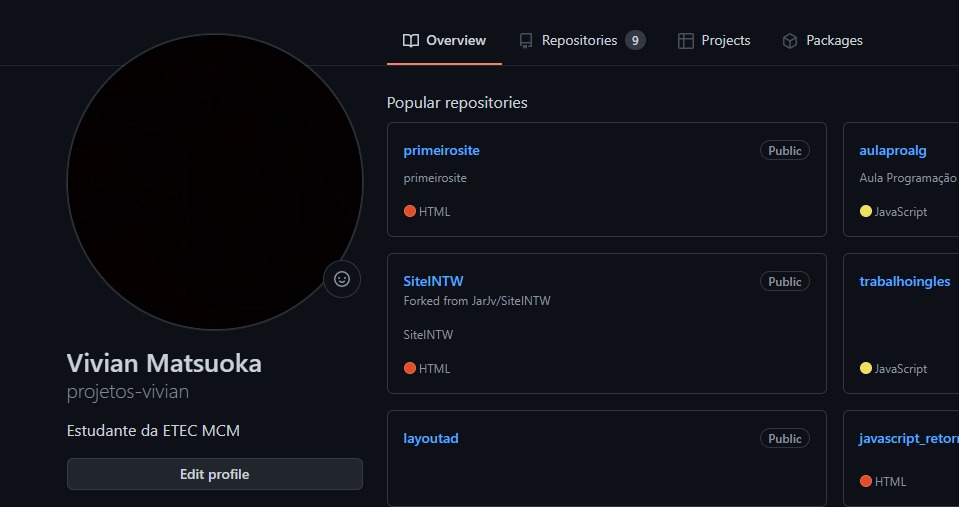 Overview
Repositories 9
Projects
Packages
Vivian Matsuoka
projetos-vivian
Estudante da ETEC MCM
Edit profile
Popular repositories
primeirosite Public
primeirosite
HTML
aulaproalg
Aula Programação
JavaScript
SiteINTW Public
Forked from JarJv/SiteINTW
SiteINTW
HTML
trabalhoingles
JavaScript
layoutad Public
javascript_retor
HTML